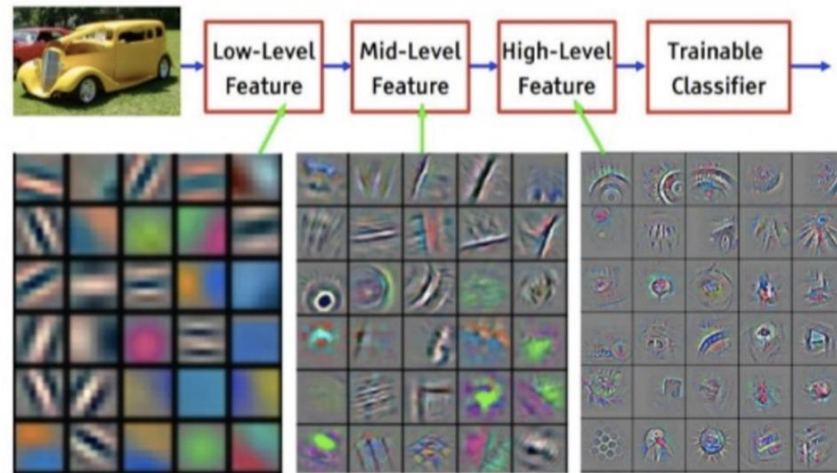 Low-Level
Feature
Mid-Level
Feature
High-Level
Feature
Trainable
Classifier